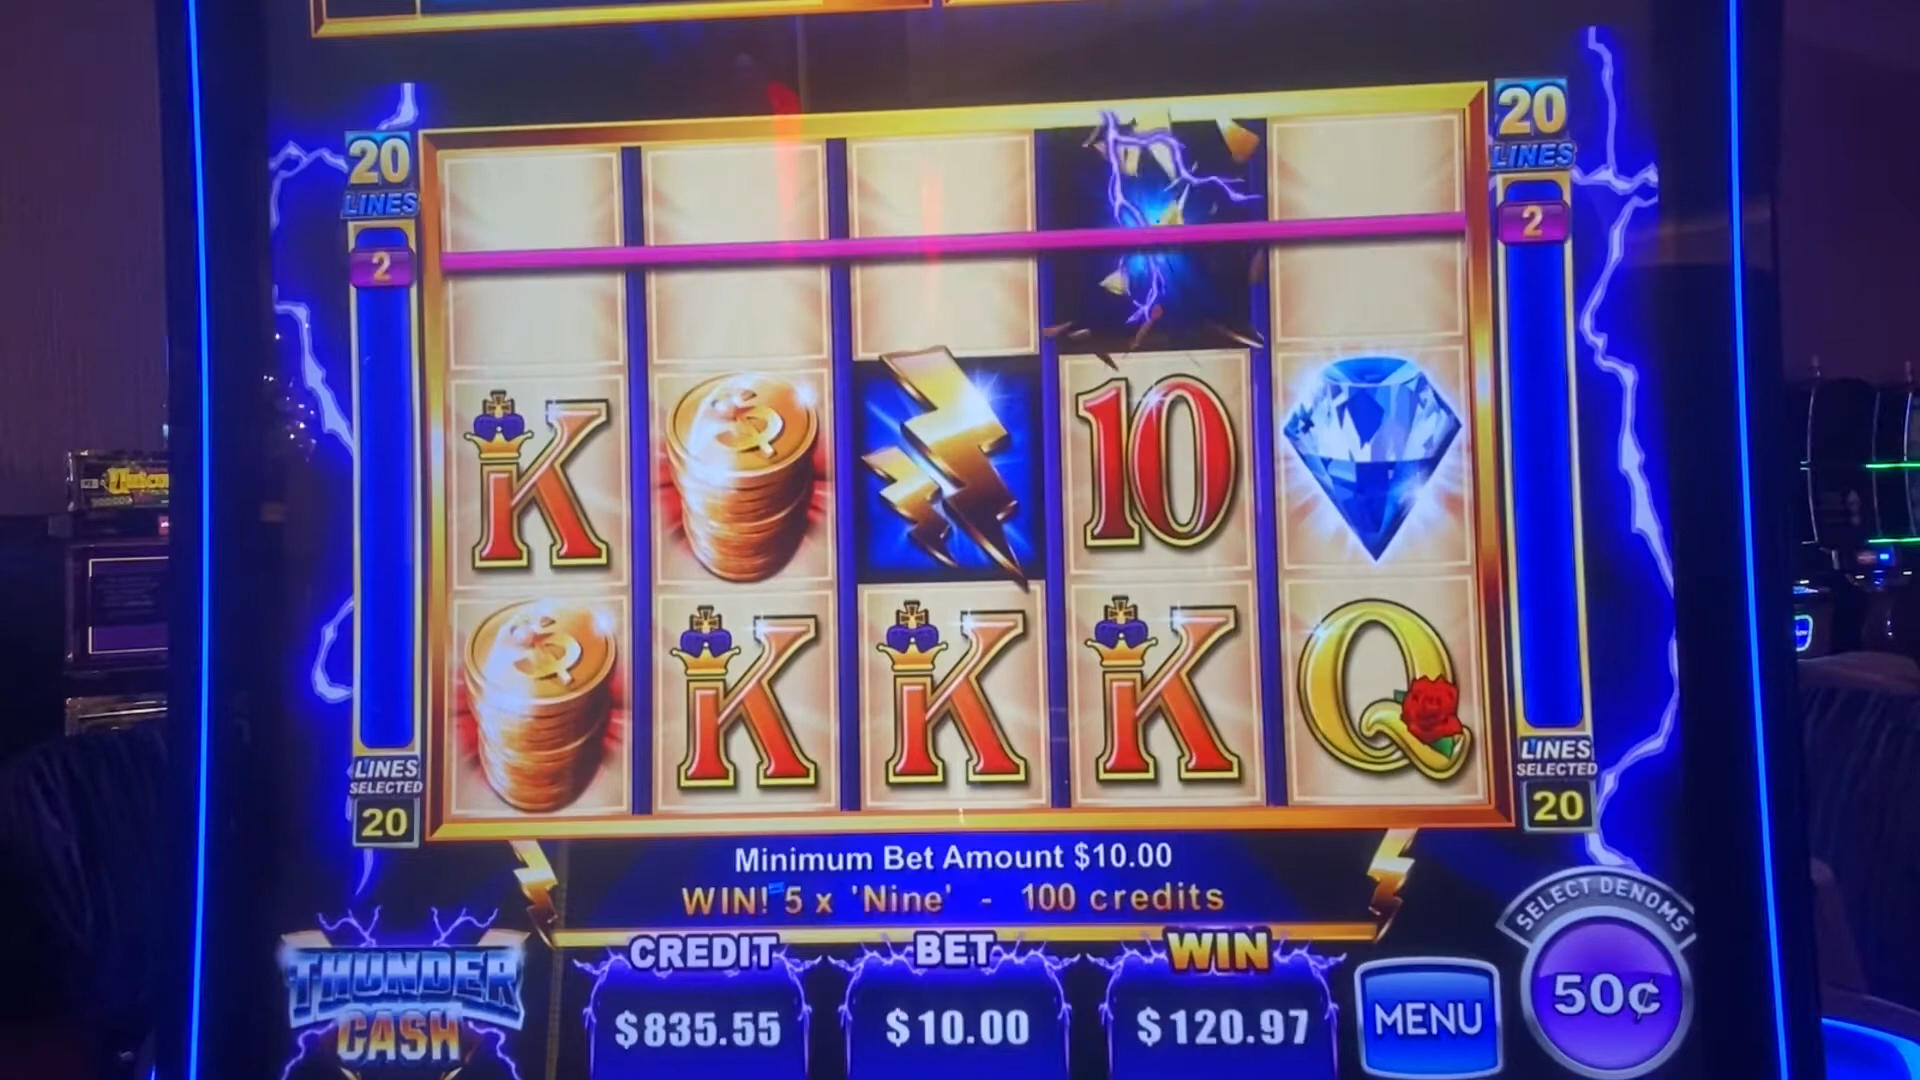 20
LINES
2
20
LINES
2
K
10
K
K
K
Q
LINES
SELECTED
20
LINES
SELECTED
20
Minimum Bet Amount $10.00
WIN! 5 x 'Nine' - 100 credits
THUNDER
CASH
CREDIT
$835.55
BET
$10.00
WIN
$120.97
MENU
SELECT DENOMS
50¢